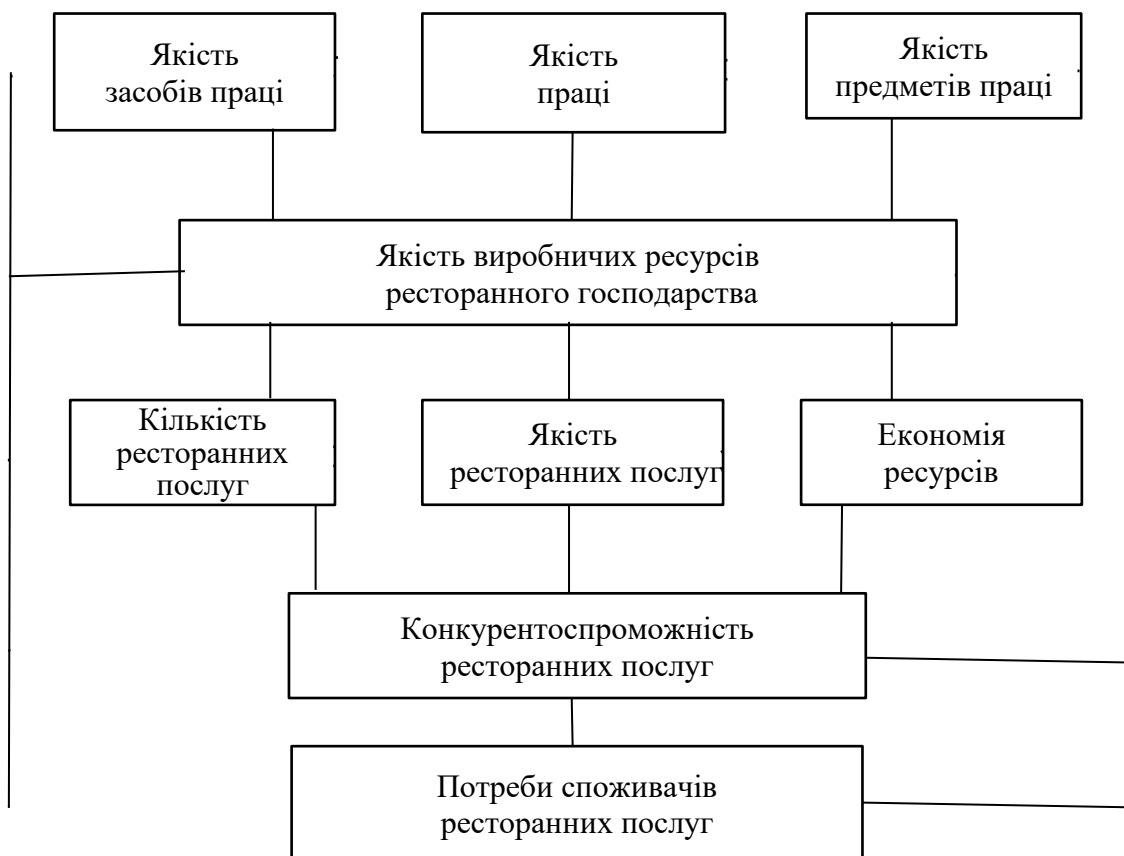 Якість
засобів праці
Якість
праці
Якість
предметів праці
Якість виробничих ресурсів
ресторанного господарства
Кількість
ресторанних
послуг
Якість
ресторанних послуг
Економія
ресурсів
Конкурентоспроможність
ресторанних послуг
Потреби споживачів
ресторанних послуг